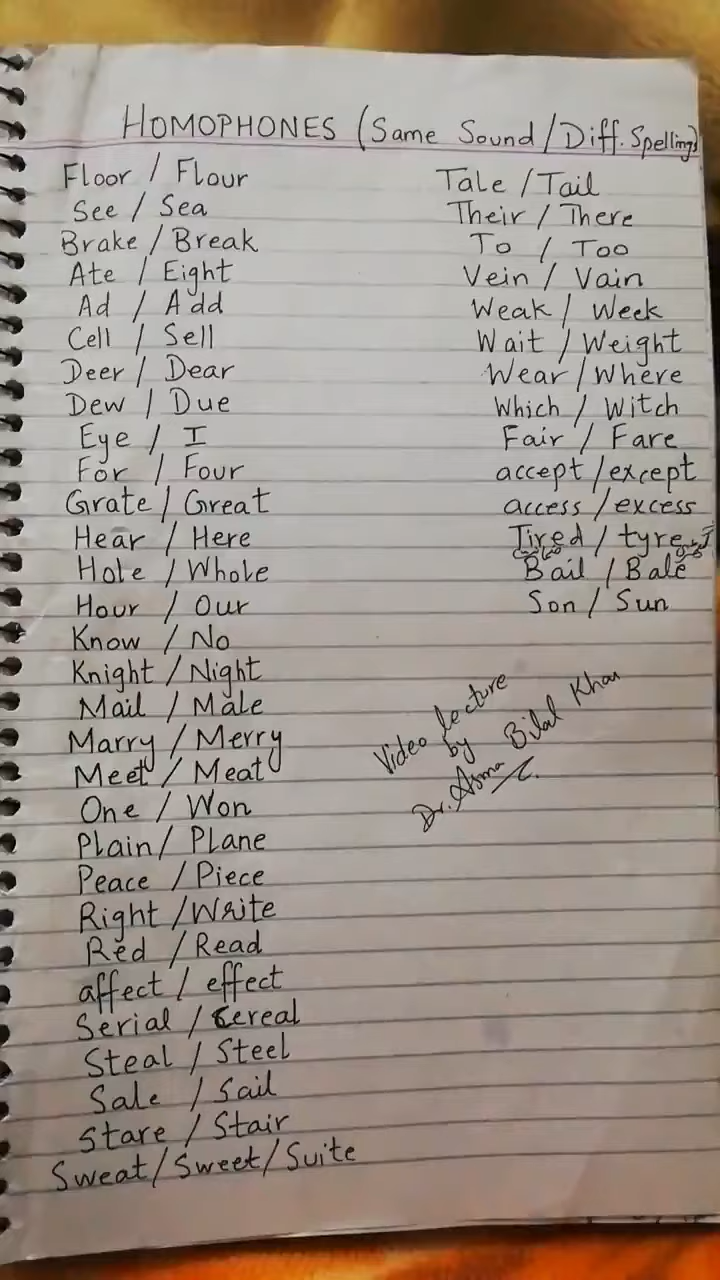 HOMOPHONES (Same Sound/Diff. Spellings)
Floor / Flour
See / Sea
Brake / Break
Ate / Eight
Ad / Add
Cell / Sell
Deer / Dear
Dew / Due
Eye / I
For / Four
Grate / Great
Hear / Here
Hole / Whole
Hour / Our
Know / No
Knight / Night
Mail / Male
Marry / Merry
Meet / Meat
One / Won
Plain / Plane
Peace / Piece
Right / Write
Red / Read
affect / effect
Serial / Cereal
Steal / Steel
Sale / Sail
Stare / Stair
Sweat/Sweet/Suite
Tale / Tail
Their / There
To / Too
Vein / Vain
Weak / Week
Wait / Weight
Wear / Where
Which / Witch
Fair / Fare
accept / except
access / excess
Tired / tyre
Bail / Bale
Son / Sun
Video lecture
by
Dr. Asma Bilal Khan